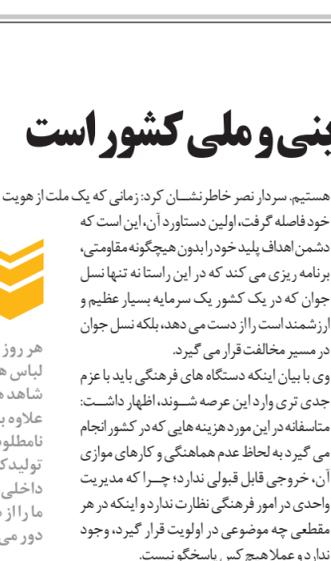 ینی و ملی کشور است
هستیم. سردار نصر خاطرنشــان کرد: زمانی که یک ملت از هویت
خود فاصله گرفت، اولین دستاورد آن، این است که
دشمن اهداف پلید خود را بدون هیچگونه مقاومتی،
برنامه ریزی می کند که در این راستا نه تنها نسل
جوان که در یک کشور یک سرمایه بسیار عظیم و
ارزشمند است را از دست می دهد، بلکه نسل جوان
در مسیر مخالفت قرار می گیرد.
وی با بیان اینکه دستگاه های فرهنگی باید با عزم
جدی تری وارد این عرصه شــوند، اظهار داشــت:
متاسفانه در این مورد هزینه هایی که در کشور انجام
می گیرد به لحاظ عدم هماهنگی و کارهای موازی
آن، خروجی قابل قبولی ندارد؛ چــرا که مدیریت
واحدی در امور فرهنگی نظارت ندارد و اینکه در هر
مقطعی چه موضوعی در اولویت قرار گیرد، وجود
ندارد و عملا هیچ کس پاسخگو نیست.
هر روز
لباس ه
شاهد ه
علاوه ب
نامطلو
تولیدک
داخلی
ما را از
دور می